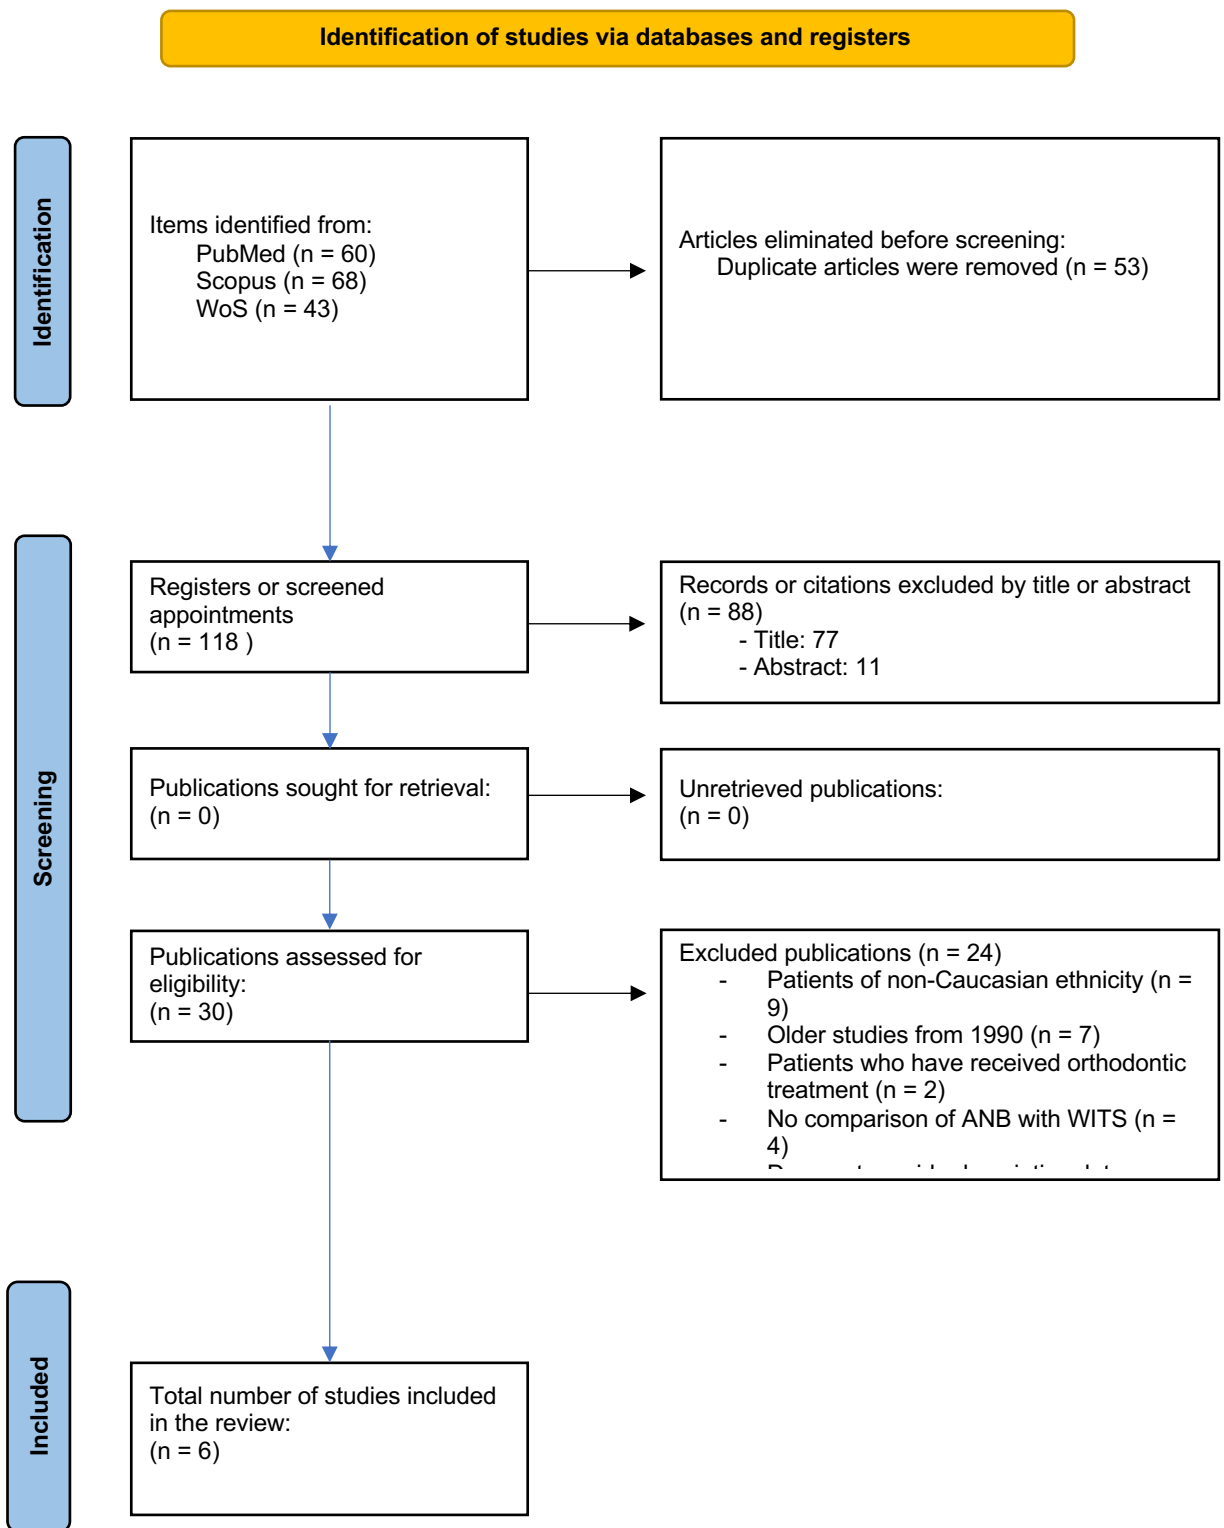 Identification of studies via databases and registers
Identification
Items identified from:
PubMed (n = 60)
Scopus (n = 68)
WoS (n = 43)
Articles eliminated before screening:
Duplicate articles were removed (n = 53)
Screening
Registers or screened
appointments
(n = 118 )
Records or citations excluded by title or abstract
(n = 88)
- Title: 77
- Abstract: 11
Publications sought for retrieval:
(n = 0)
Unretrieved publications:
(n = 0)
Publications assessed for
eligibility:
(n = 30)
Excluded publications (n = 24)
- Patients of non-Caucasian ethnicity (n =
9)
- Older studies from 1990 (n = 7)
- Patients who have received orthodontic
treatment (n = 2)
- No comparison of ANB with WITS (n =
4)
Included
Total number of studies included
in the review:
(n = 6)